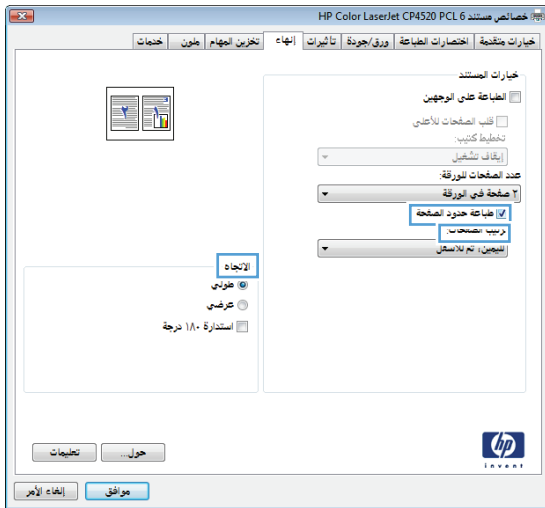 خصائص مستند HP Color LaserJet CP4520 PCL 6
خيارات متقدمة اختصارات الطباعة ورق/جودة تأثيرات إنهاء تخزين المهام ملون خدمات
خيارات المستند
الطباعة على الوجهين
قلب الصفحات للأعلى
تخطيط كتيب:
إيقاف تشغيل
عدد الصفحات للورقة:
٢ صفحة في الورقة
طباعة حدود الصفحة
ترتيب الصفحات:
لليمين، ثم للأسفل
١ ٢
الاتجاه
طولي
عرضي
استدارة ١٨٠ درجة
hp
invent
حول... تعليمات
موافق إلغاء الأمر